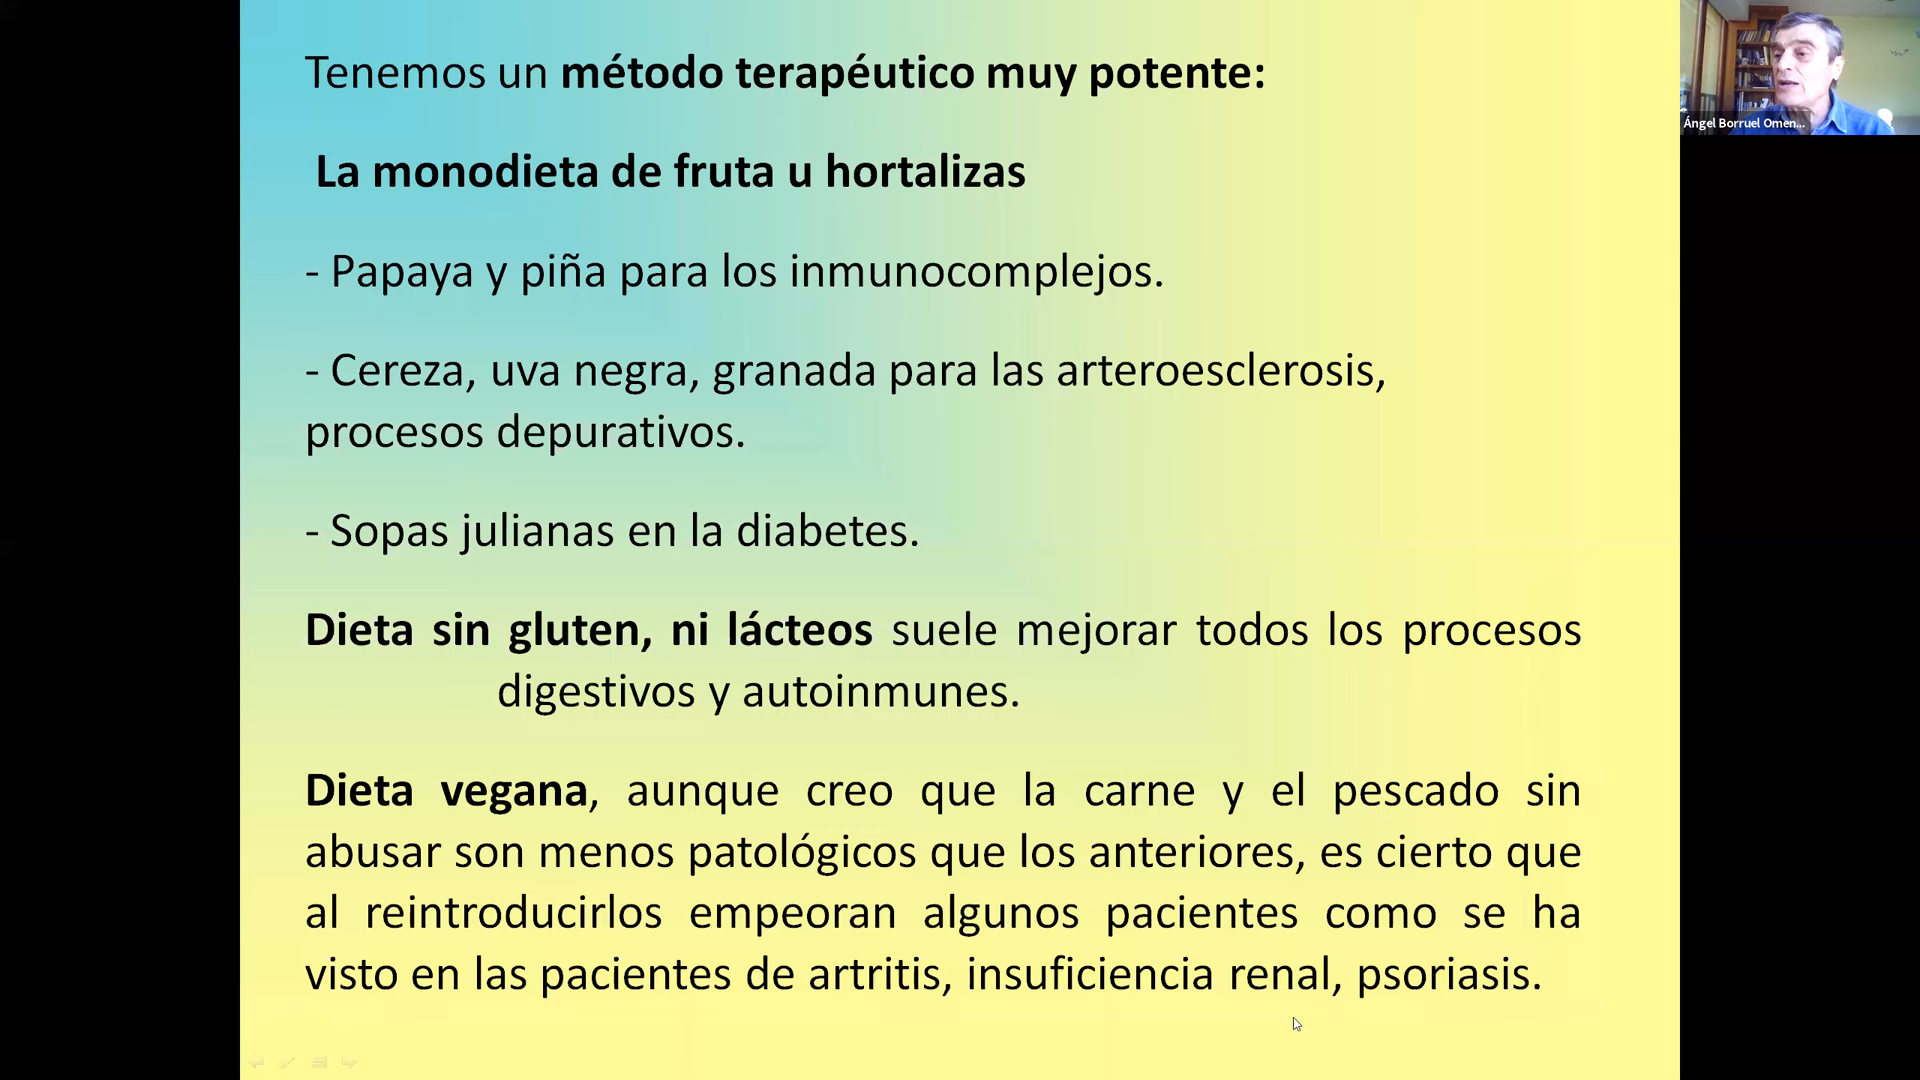 Tenemos un método terapéutico muy potente:
La monodieta de fruta u hortalizas
- Papaya y piña para los inmunocomplejos.
- Cereza, uva negra, granada para las arteroesclerosis,
procesos depurativos.
- Sopas julianas en la diabetes.
Dieta sin gluten, ni lácteos suele mejorar todos los procesos
digestivos y autoinmunes.
Dieta vegana, aunque creo que la carne y el pescado sin
abusar son menos patológicos que los anteriores, es cierto que
al reintroducirlos empeoran algunos pacientes como se ha
visto en las pacientes de artritis, insuficiencia renal, psoriasis.
Ángel Borruel Omen...